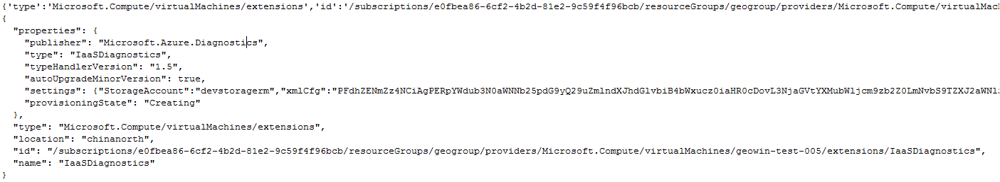 {'type':'Microsoft.Compute/virtualMachines/extensions','id':'/subscriptions/e0fbea86-6cf2-4b2d-81e2-9c59f4f96bcb/resourceGroups/geogroup/providers/Microsoft.Compute/virtualMac
{
"properties": {
"publisher": "Microsoft.Azure.Diagnostics",
"type": "IaaSDiagnostics",
"typeHandlerVersion": "1.5",
"autoUpgradeMinorVersion": true,
"settings": {"StorageAccount":"devstoragerm","xmlCfg":"PFdhZENmZz4NCiAgPERpYWdub3N0aWNNb25pdG9yQ29uZmlndXJhdGlvbiB4bWxucz0iaHR0cDovL3NjaGVtYXMubWljcm9zb2Z0LmNvbS9TZXJ2aWNl
"provisioningState": "Creating"
},
"type": "Microsoft.Compute/virtualMachines/extensions",
"location": "chinanorth",
"id": "/subscriptions/e0fbea86-6cf2-4b2d-81e2-9c59f4f96bcb/resourceGroups/geogroup/providers/Microsoft.Compute/virtualMachines/geowin-test-005/extensions/IaaSDiagnostics",
"name": "IaaSDiagnostics"
}